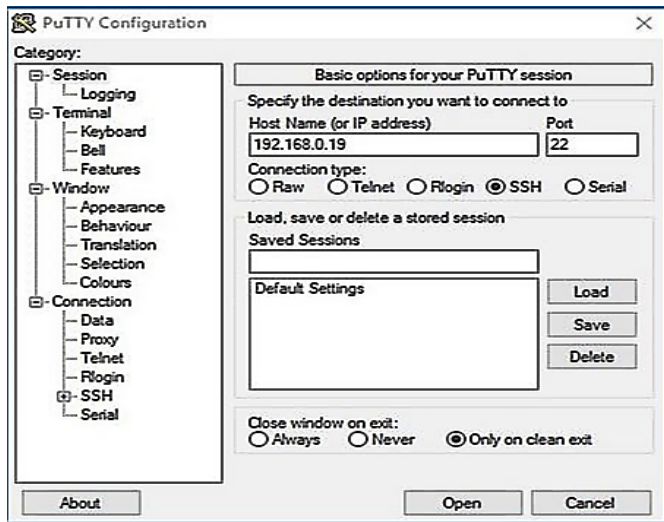 PuTTY Configuration
Category:
Session
Logging
Terminal
Keyboard
Bell
Features
Window
Appearance
Behaviour
Translation
Selection
Colours
Connection
Data
Proxy
Telnet
Rlogin
SSH
Serial
Basic options for your PuTTY session
Specify the destination you want to connect to
Host Name (or IP address) Port
192.168.0.19 22
Connection type:
Raw Telnet Rlogin SSH Serial
Load, save or delete a stored session
Saved Sessions
Default Settings
Load
Save
Delete
Close window on exit:
Always Never Only on clean exit
About Open Cancel